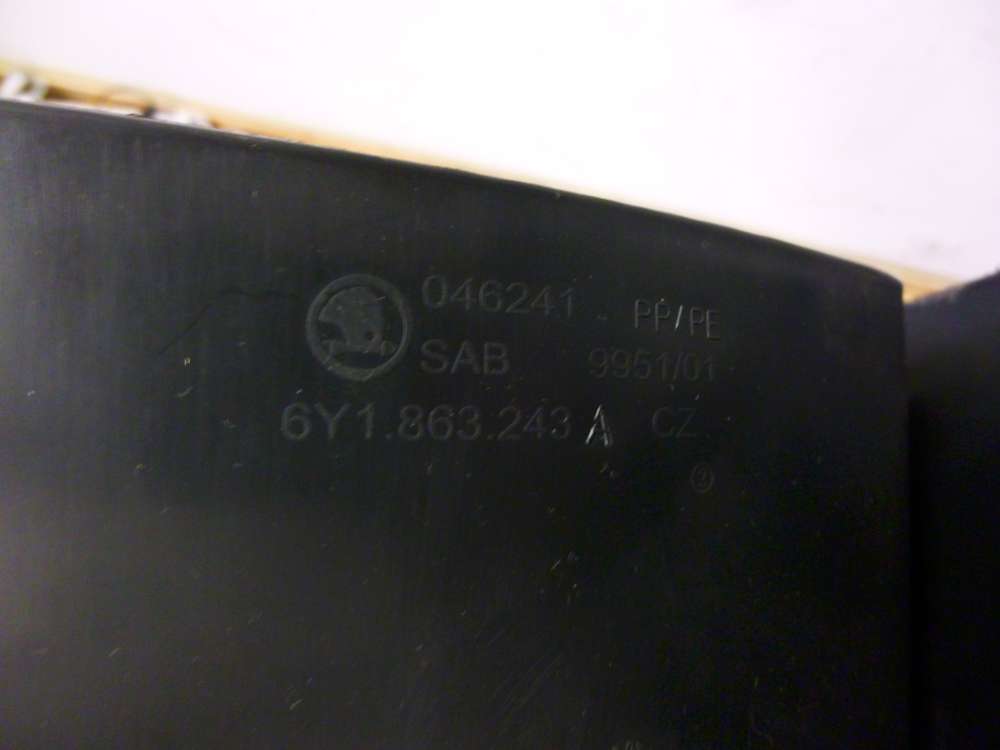 046241 PP/PE
SAB 9951/01
6Y1.863.243 A CZ